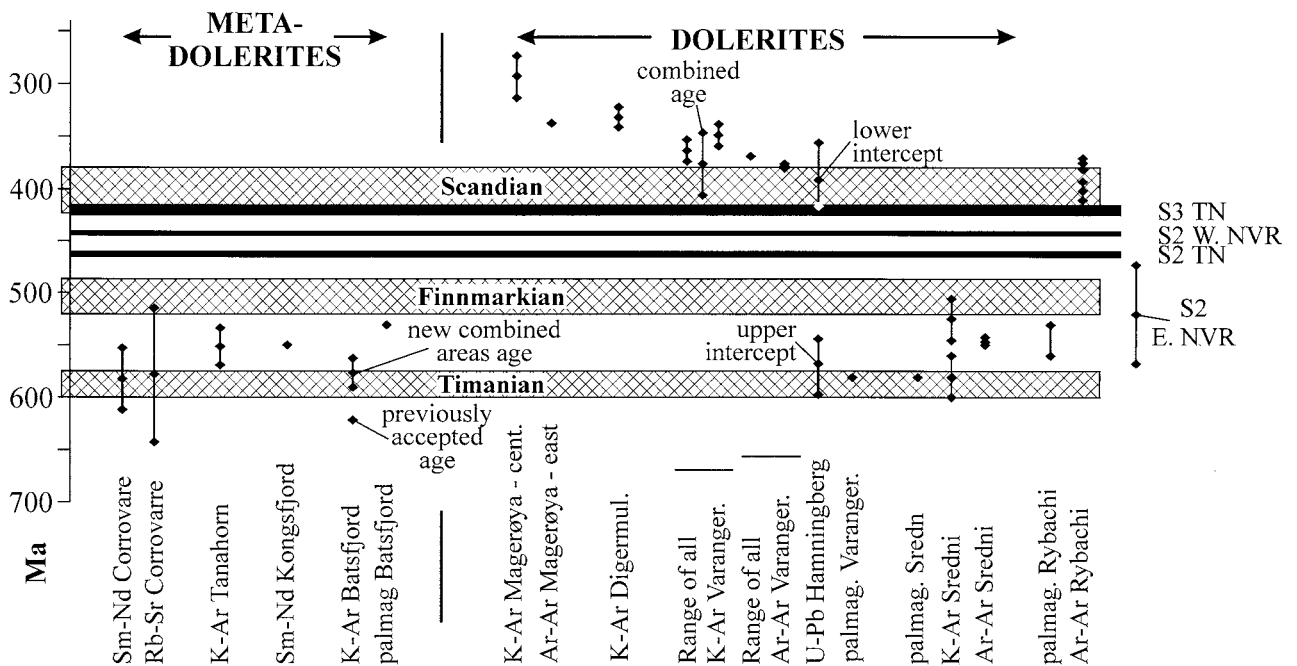 META-
DOLERITES
DOLERITES
combined
age
lower
intercept
300
400
500
600
700
Ma
Scandian
S3 TN
S2 W. NVR
S2 TN
Finnmarkian
S2
E. NVR
new combined
areas age
upper
intercept
Timanian
previously
accepted
age
Sm-Nd Corrovare
Rb-Sr Corrovarre
K-Ar Tanahorn
Sm-Nd Kongsfjord
K-Ar Batsfjord
palmag Batsfjord
K-Ar Magerøya - cent.
Ar-Ar Magerøya - east
K-Ar Digermul.
Range of all
K-Ar Varanger.
Range of all
Ar-Ar Varanger.
U-Pb Hamningberg
palmag. Varanger.
palmag. Sredn
K-Ar Sredni
Ar-Ar Sredni
palmag. Rybachi
Ar-Ar Rybachi